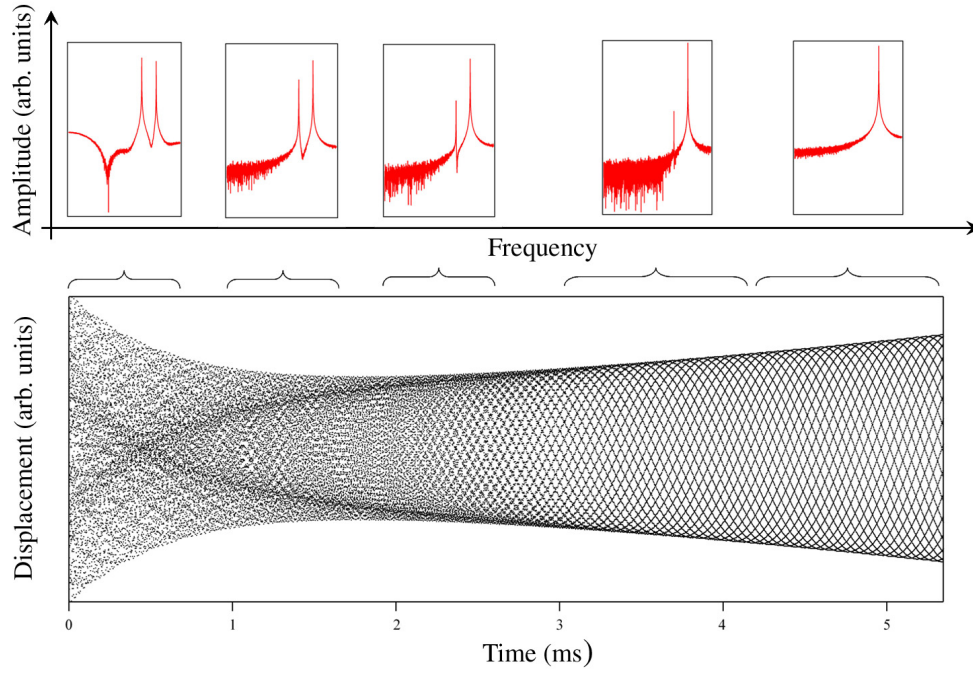 Amplitude (arb. units)
Frequency
Displacement (arb. units)
0 1 2 3 4 5
Time (ms)